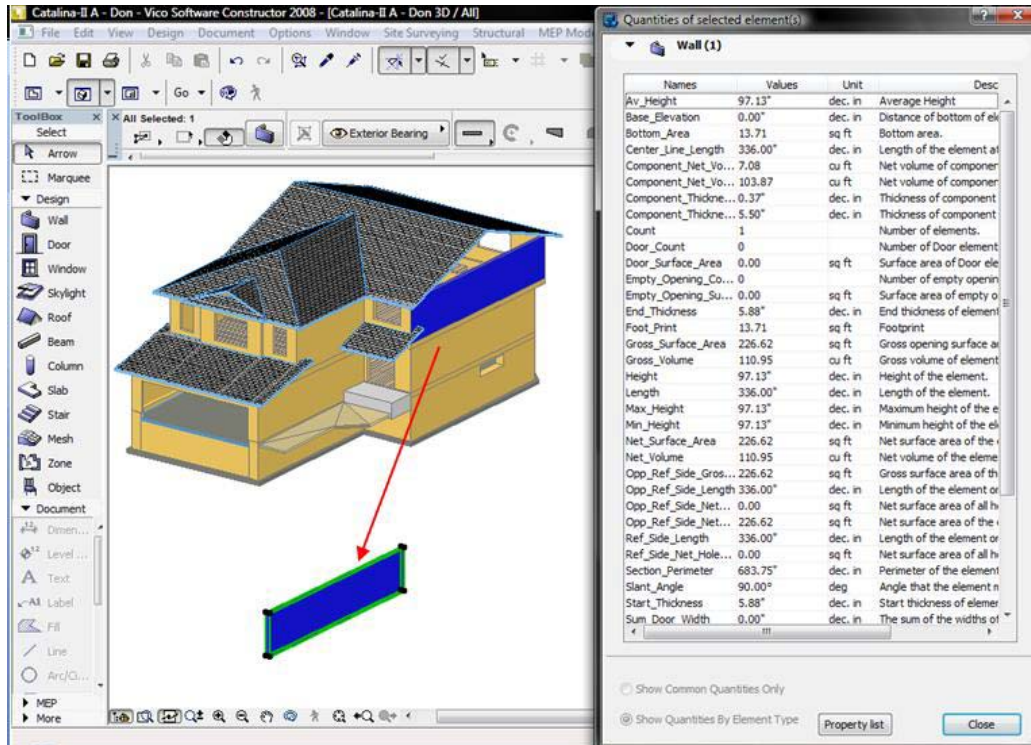 Catalina-II A - Don - Vico Software Constructor 2008 - [Catalina-II A - Don 3D / All]
File Edit View Design Document Options Window Site Surveying Structural MEP Mode
Go
ToolBox
All Selected: 1
Select
Exterior Bearing
Arrow
Marquee
Design
Wall
Door
Window
Skylight
Roof
Beam
Column
Slab
Stair
Mesh
Zone
Object
Document
Dimen...
Level ...
A Text
A1 Label
Fill
Line
Arc/Ci...
MEP
More
Quantities of selected element(s)
Wall (1)
Names Values Unit Desc
Av_Height 97.13" dec. in Average Height
Base_Elevation 0.00" dec. in Distance of bottom of ele
Bottom_Area 13.71 sq ft Bottom area.
Center_Line_Length 336.00" dec. in Length of the element at
Component_Net_Vo... 7.08 cu ft Net volume of componer
Component_Net_Vo... 103.87 cu ft Net volume of componer
Component_Thickne... 0.37" dec. in Thickness of component
Component_Thickne... 5.50" dec. in Thickness of component
Count 1 Number of elements.
Door_Count 0 Number of Door element
Door_Surface_Area 0.00 sq ft Surface area of Door ele
Empty_Opening_Co... 0 Number of empty openin
Empty_Opening_Su... 0.00 sq ft Surface area of empty o
End_Thickness 5.88" dec. in End thickness of element
Foot_Print 13.71 sq ft Footprint
Gross_Surface_Area 226.62 sq ft Gross opening surface a
Gross_Volume 110.95 cu ft Gross volume of element
Height 97.13" dec. in Height of the element.
Length 336.00" dec. in Length of the element.
Max_Height 97.13" dec. in Maximum height of the e
Min_Height 97.13" dec. in Minimum height of the ele
Net_Surface_Area 226.62 sq ft Net surface area of the
Net_Volume 110.95 cu ft Net volume of the eleme
Opp_Ref_Side_Gros... 226.62 sq ft Gross surface area of th
Opp_Ref_Side_Length 336.00" dec. in Length of the element or
Opp_Ref_Side_Net... 0.00 sq ft Net surface area of all h
Opp_Ref_Side_Net... 226.62 sq ft Net surface area of the
Ref_Side_Length 336.00" dec. in Length of the element or
Ref_Side_Net_Hole... 0.00 sq ft Net surface area of all h
Section_Perimeter 683.75" dec. in Perimeter of the element
Slant_Angle 90.00° deg Angle that the element m
Start_Thickness 5.88" dec. in Start thickness of elemer
Sum_Door_Width 0.00" dec. in The sum of the widths of
Show Common Quantities Only
Show Quantities By Element Type
Property list
Close